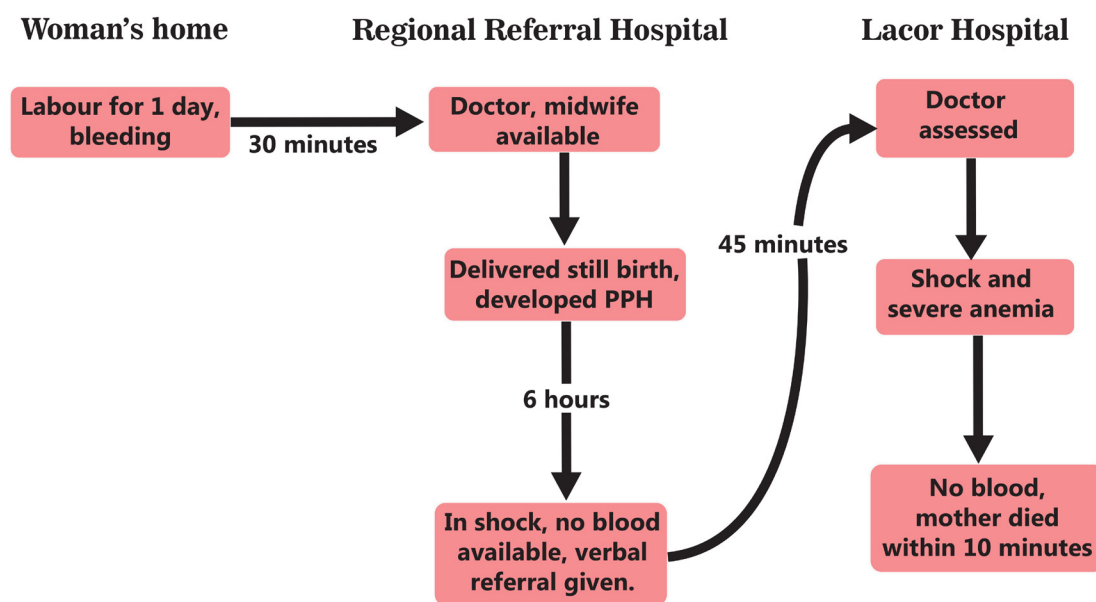 Woman's home
Labour for 1 day,
bleeding
30 minutes
Regional Referral Hospital
Doctor, midwife
available
Delivered still birth,
developed PPH
6 hours
In shock, no blood
available, verbal
referral given.
45 minutes
Lacor Hospital
Doctor
assessed
Shock and
severe anemia
No blood,
mother died
within 10 minutes